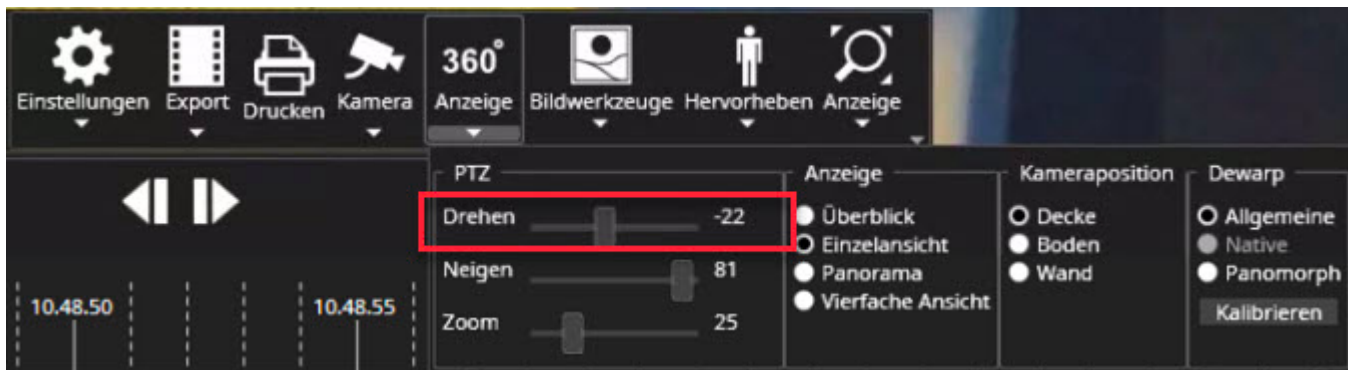 Einstellungen
Export
Drucken
Kamera
360°
Anzeige
Bildwerkzeuge
Hervorheben
Anzeige
PTZ
Drehen -22
Neigen 81
Zoom 25
Anzeige
Überblick
Einzelansicht
Panorama
Vierfache Ansicht
Kameraposition
Decke
Boden
Wand
Dewarp
Allgemeine
Native
Panomorph
Kalibrieren
10.48.50
10.48.55